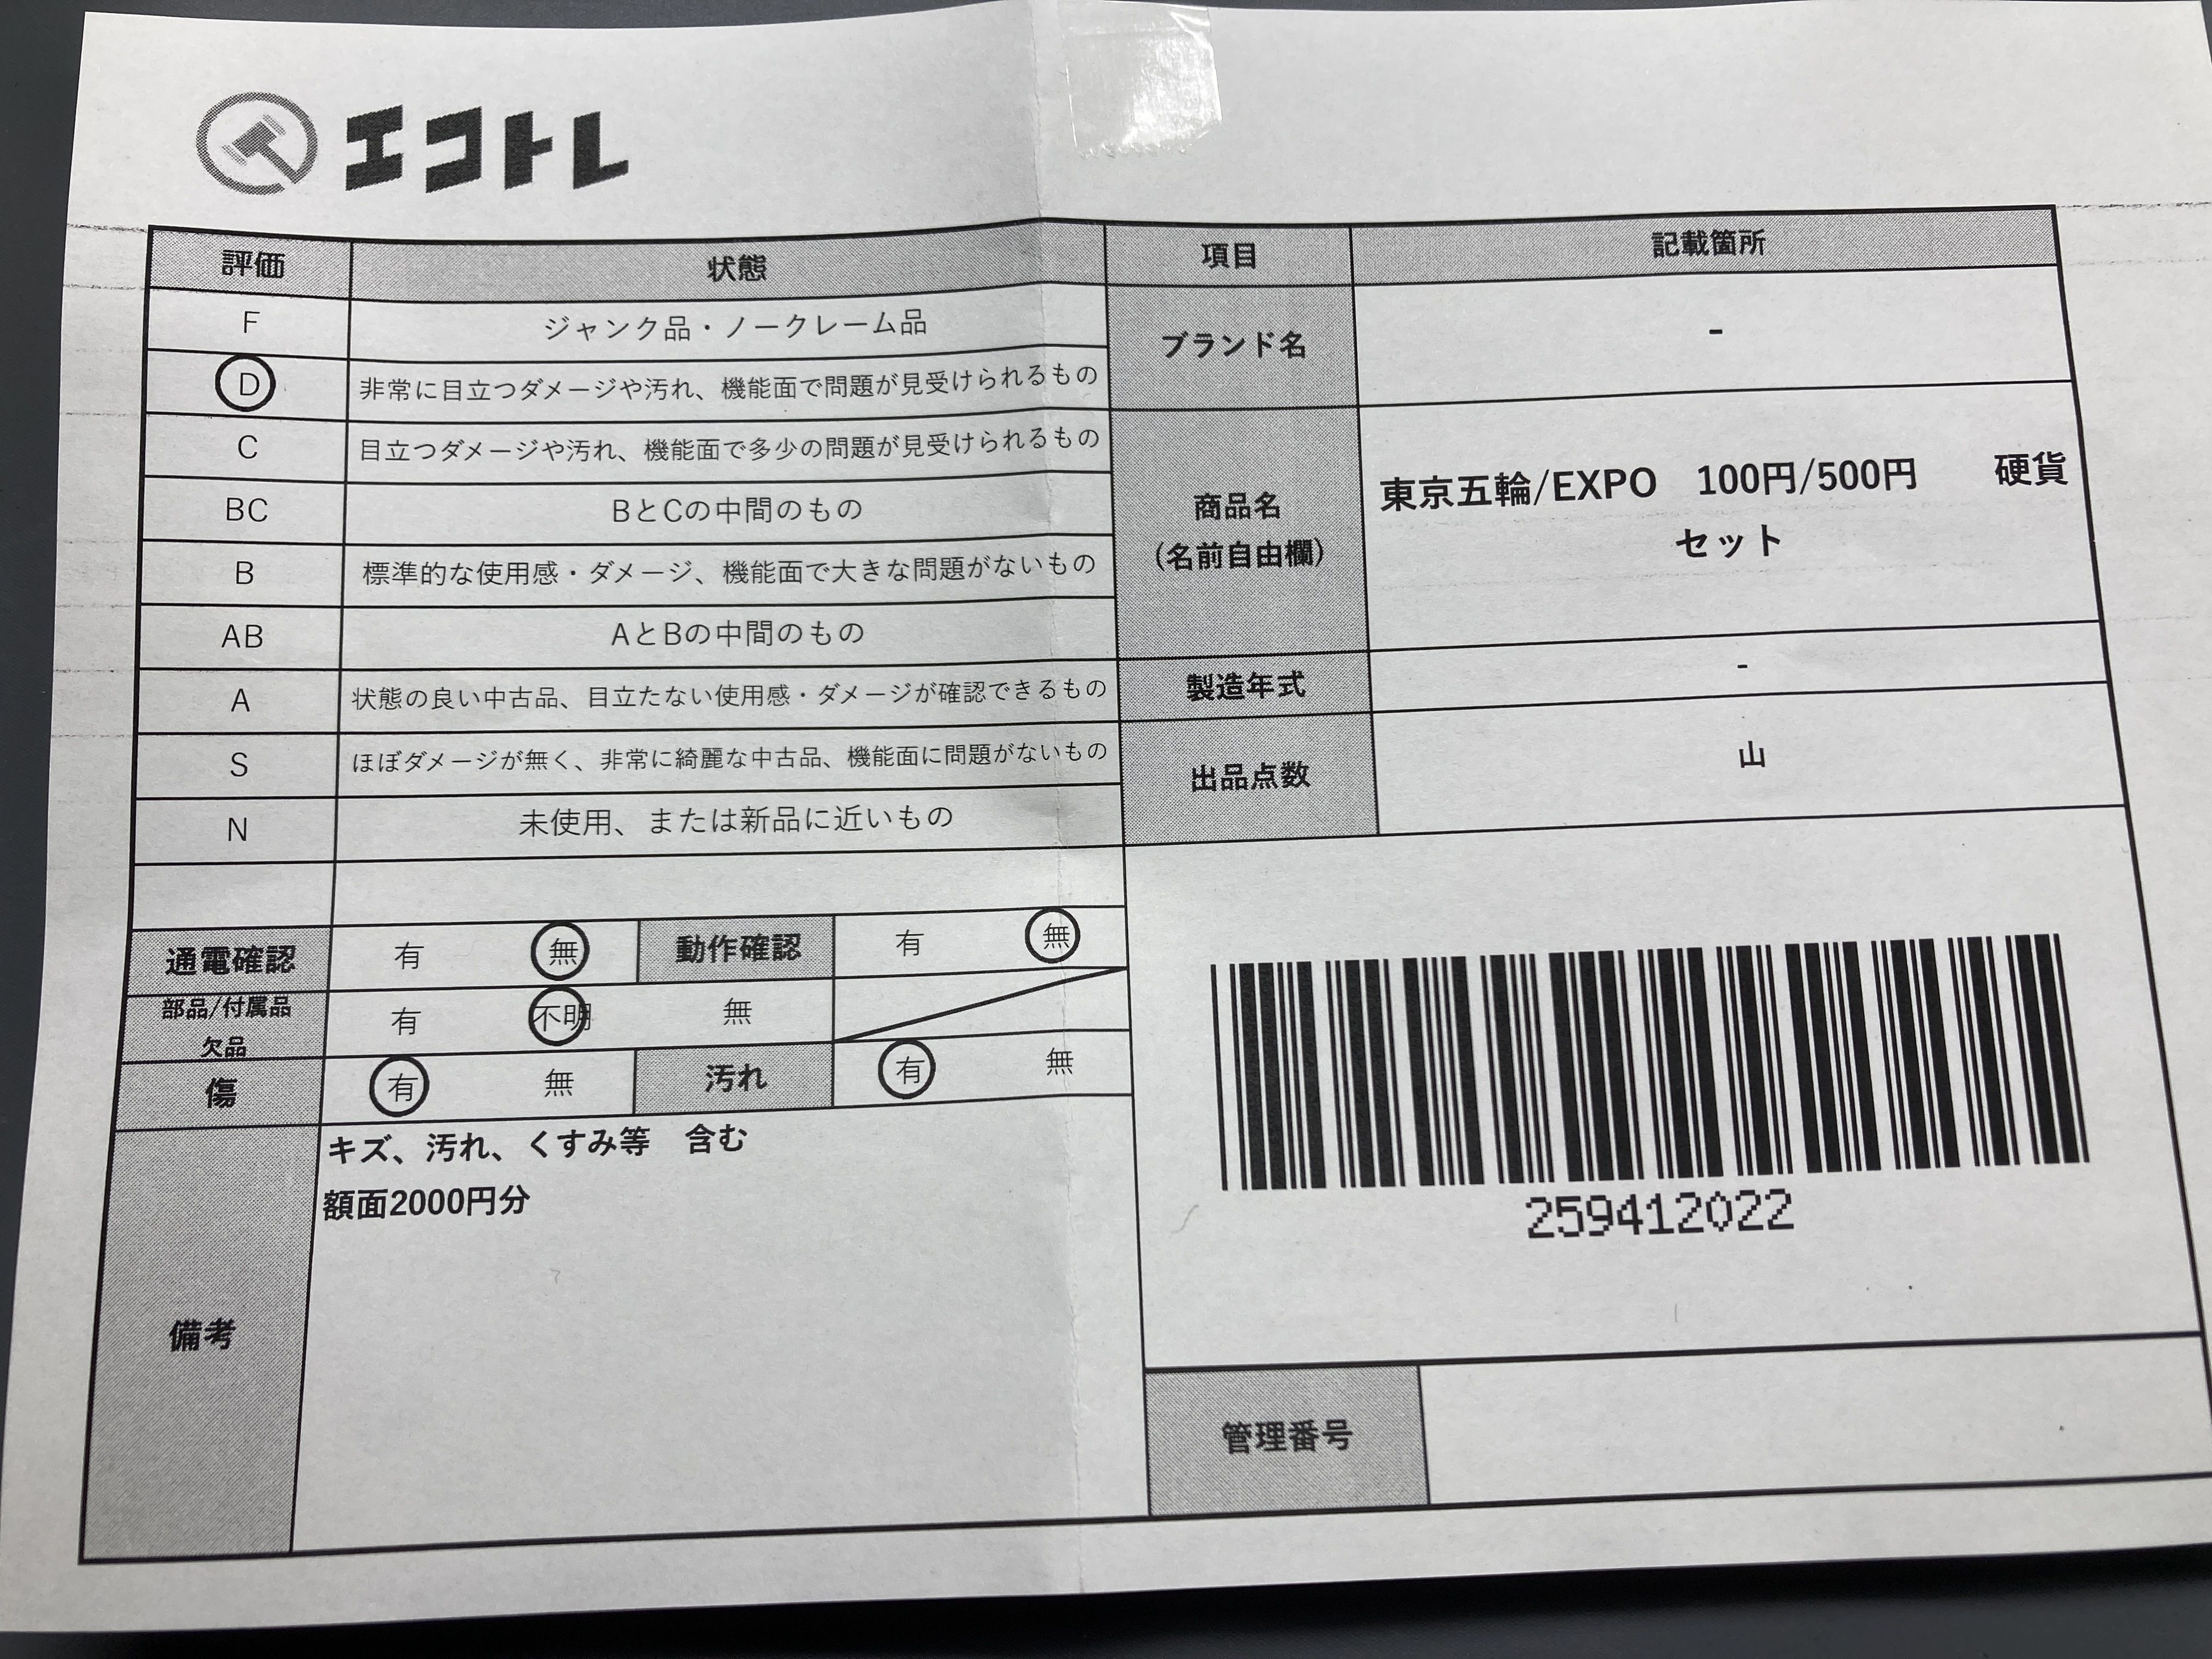 エコトレ
評価 状態
F ジャンク品・ノークレーム品
D 非常に目立つダメージや汚れ、機能面で問題が見受けられるもの
C 目立つダメージや汚れ、機能面で多少の問題が見受けられるもの
BC BとCの中間のもの
B 標準的な使用感・ダメージ、機能面で大きな問題がないもの
AB AとBの中間のもの
A 状態の良い中古品、目立たない使用感・ダメージが確認できるもの
S ほぼダメージが無く、非常に綺麗な中古品、機能面に問題がないもの
N 未使用、または新品に近いもの
通電確認 有 無 動作確認 有 無
部品/付属品
欠品 有 不明 無
傷 有 無 汚れ 有 無
備考
キズ、汚れ、くすみ等 含む
額面2000円分
項目 記載箇所
ブランド名 -
商品名
(名前自由欄)
東京五輪/EXPO 100円/500円 硬貨
セット
製造年式 -
出品点数 山
259412022
管理番号